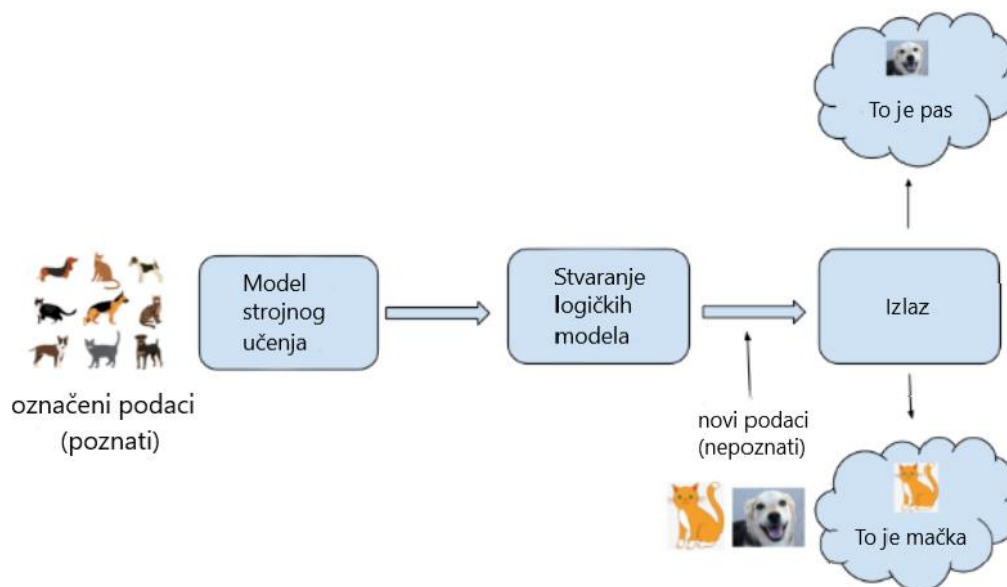 To je pas
Model
strojnog
učenja
Stvaranje
logičkih
modela
Izlaz
označeni podaci
(poznati)
novi podaci
(nepoznati)
To je mačka